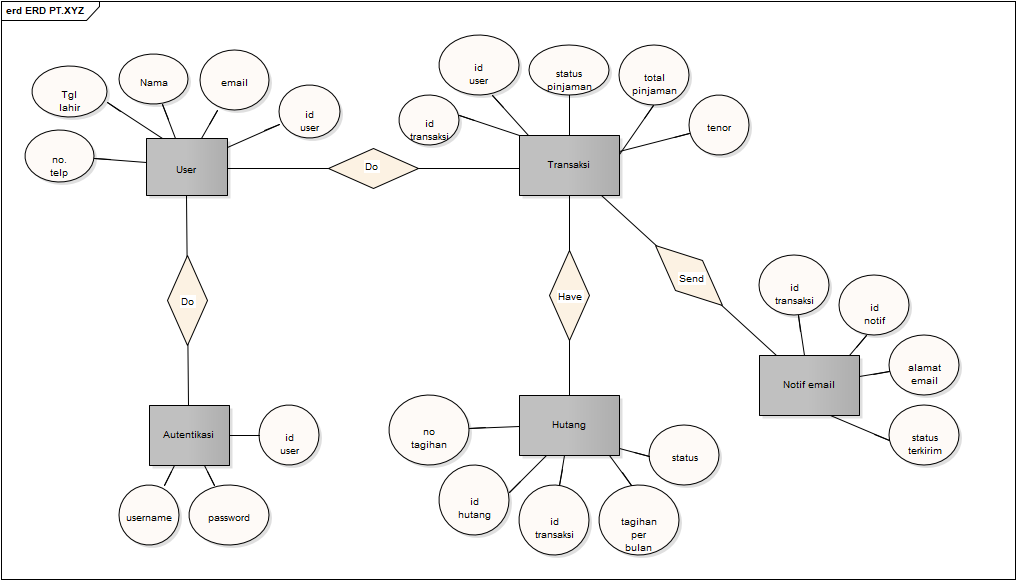 erd ERD PT.XYZ
Tgl
lahir
Nama
email
id
user
no.
telp
User
Do
id
user
status
pinjaman
total
pinjaman
id
transaksi
tenor
Transaksi
Do
Have
Send
id
transaksi
id
notif
alamat
email
status
terkirim
Notif email
Autentikasi
id
user
username
password
Hutang
no
tagihan
id
hutang
id
transaksi
tagihan
per
bulan
status